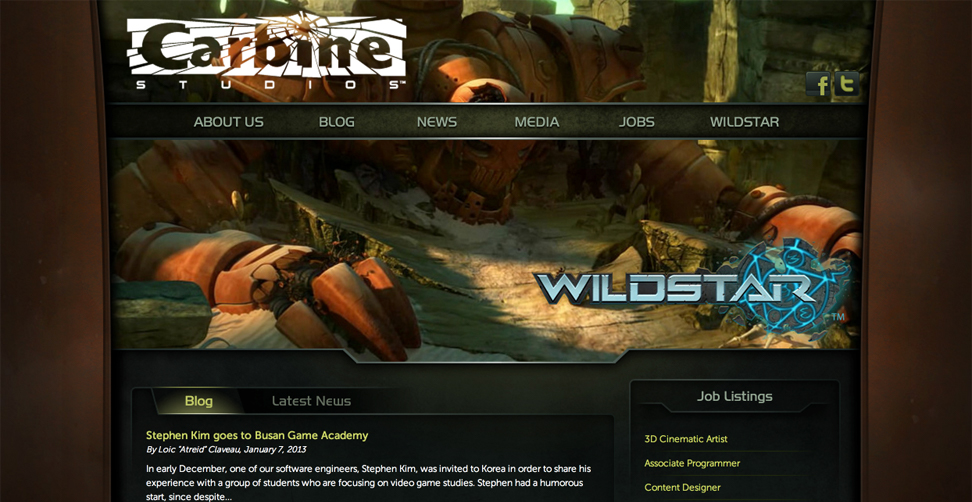 Carbine
STUDIOS™
f t
ABOUT US BLOG NEWS MEDIA JOBS WILDSTAR
WILDSTAR™
Blog Latest News
Stephen Kim goes to Busan Game Academy
By Loic "Atreid" Claveau, January 7, 2013
In early December, one of our software engineers, Stephen Kim, was invited to Korea in order to share his
experience with a group of students who are focusing on video game studies. Stephen had a humorous
start, since despite...
Job Listings
3D Cinematic Artist
Associate Programmer
Content Designer